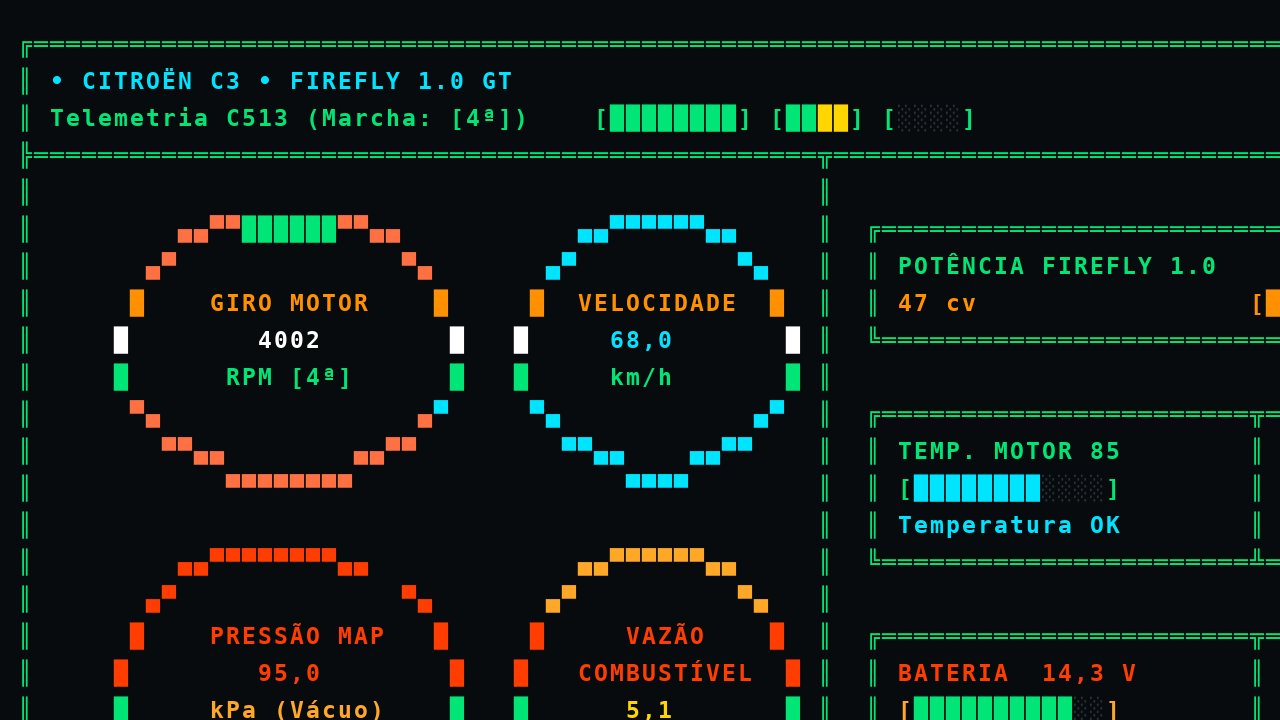 • CITROËN C3 • FIREFLY 1.0 GT
Telemetria C513 (Marcha: [4ª])
GIRO MOTOR
4002
RPM [4ª]
VELOCIDADE
68,0
km/h
POTÊNCIA FIREFLY 1.0
47 cv
TEMP. MOTOR 85
Temperatura OK
PRESSÃO MAP
95,0
kPa (Vácuo)
VAZÃO
COMBUSTÍVEL
5,1
BATERIA 14,3 V